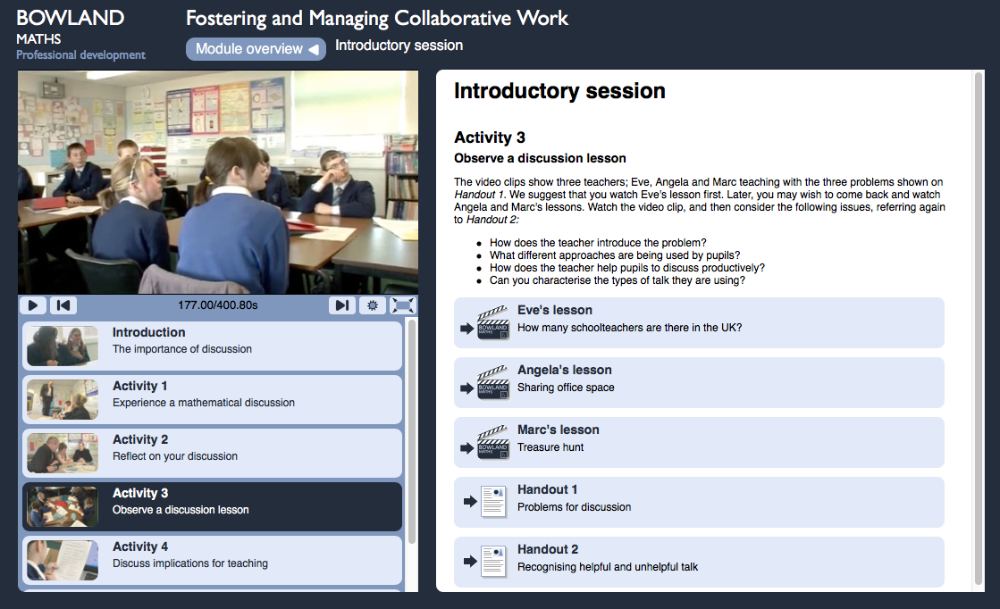 BOWLAND
MATHS
Professional development
Fostering and Managing Collaborative Work
Module overview
Introductory session
177.00/400.80s
Introduction
The importance of discussion
Activity 1
Experience a mathematical discussion
Activity 2
Reflect on your discussion
Activity 3
Observe a discussion lesson
Activity 4
Discuss implications for teaching
Introductory session
Activity 3
Observe a discussion lesson
The video clips show three teachers; Eve, Angela and Marc teaching with the three problems shown on
Handout 1. We suggest that you watch Eve's lesson first. Later, you may wish to come back and watch
Angela and Marc's lessons. Watch the video clip, and then consider the following issues, referring again
to Handout 2:
• How does the teacher introduce the problem?
• What different approaches are being used by pupils?
• How does the teacher help pupils to discuss productively?
• Can you characterise the types of talk they are using?
BOWLAND
MATHS
Eve's lesson
How many schoolteachers are there in the UK?
BOWLAND
MATHS
Angela's lesson
Sharing office space
BOWLAND
MATHS
Marc's lesson
Treasure hunt
Handout 1
Problems for discussion
Handout 2
Recognising helpful and unhelpful talk